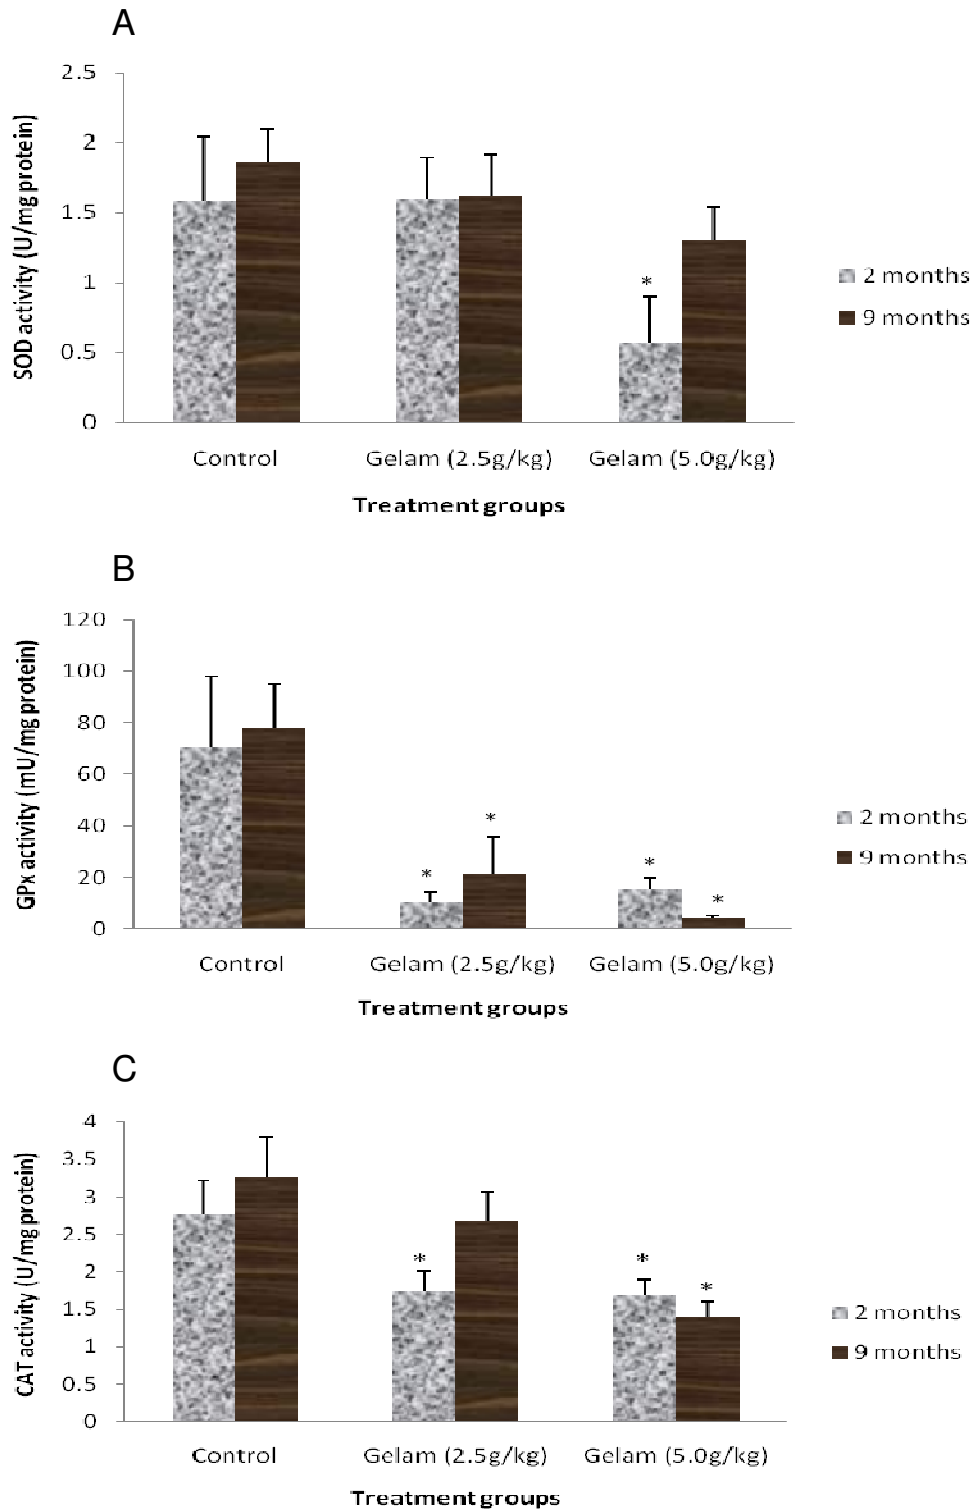 A
SOD activity (U/mg protein)
2.5
2
1.5
1
0.5
0
*
2 months
9 months
Control
Gelam (2.5g/kg)
Gelam (5.0g/kg)
Treatment groups
B
GPx activity (mU/mg protein)
120
100
80
60
40
20
0
*
*
*
*
2 months
9 months
Control
Gelam (2.5g/kg)
Gelam (5.0g/kg)
Treatment groups
C
CAT activity (U/mg protein)
4
3.5
3
2.5
2
1.5
1
0.5
0
*
*
*
2 months
9 months
Control
Gelam (2.5g/kg)
Gelam (5.0g/kg)
Treatment groups